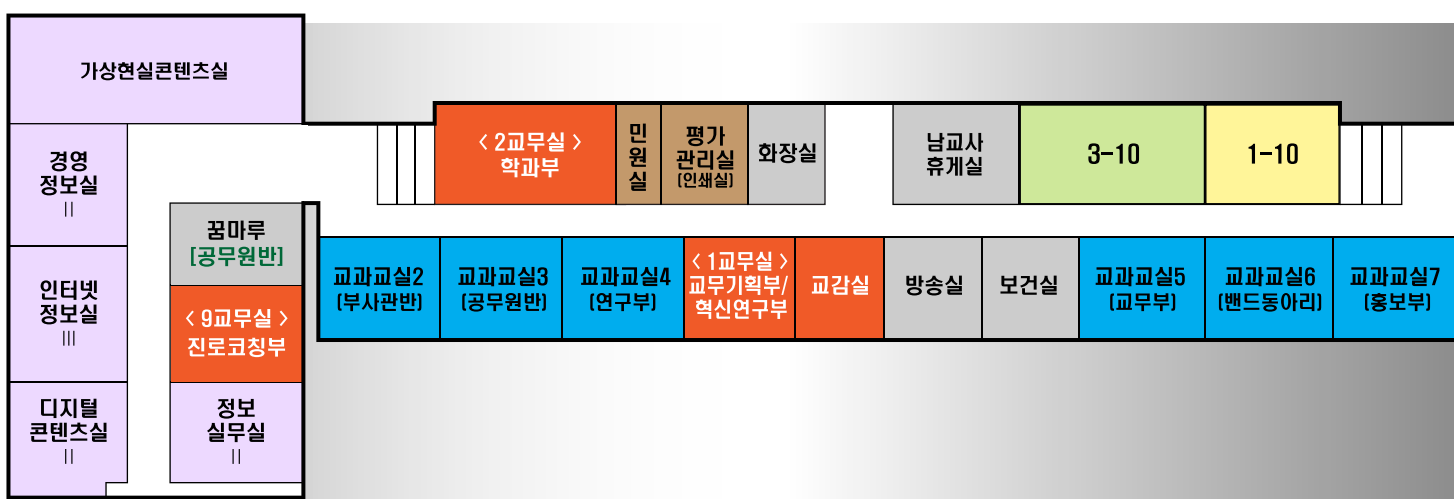 가상현실콘텐츠실
경영
정보실
II
인터넷
정보실
III
디지털
콘텐츠실
II
꿈마루
[공무원반]
< 9교무실 >
진로코칭부
정보
실무실
II
< 2교무실 >
학과부
민
원
실
평가
관리실
(인쇄실)
화장실
남교사
휴게실
3-10
1-10
교과교실2
(부사관반)
교과교실3
(공무원반)
교과교실4
(연구부)
< 1교무실 >
교무기획부/
혁신연구부
교감실
방송실
보건실
교과교실5
(교무부)
교과교실6
(밴드동아리)
교과교실7
(홍보부)